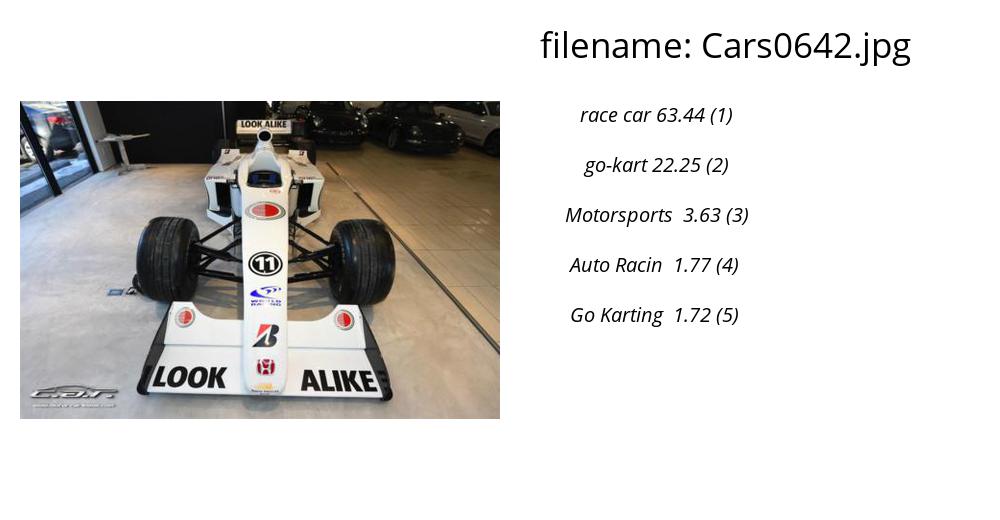 filename: Cars0642.jpg
race car 63.44 (1)
go-kart 22.25 (2)
Motorsports 3.63 (3)
Auto Racin 1.77 (4)
Go Karting 1.72 (5)
LOOK ALIKE
11
LOOK ALIKE
c.a.r.